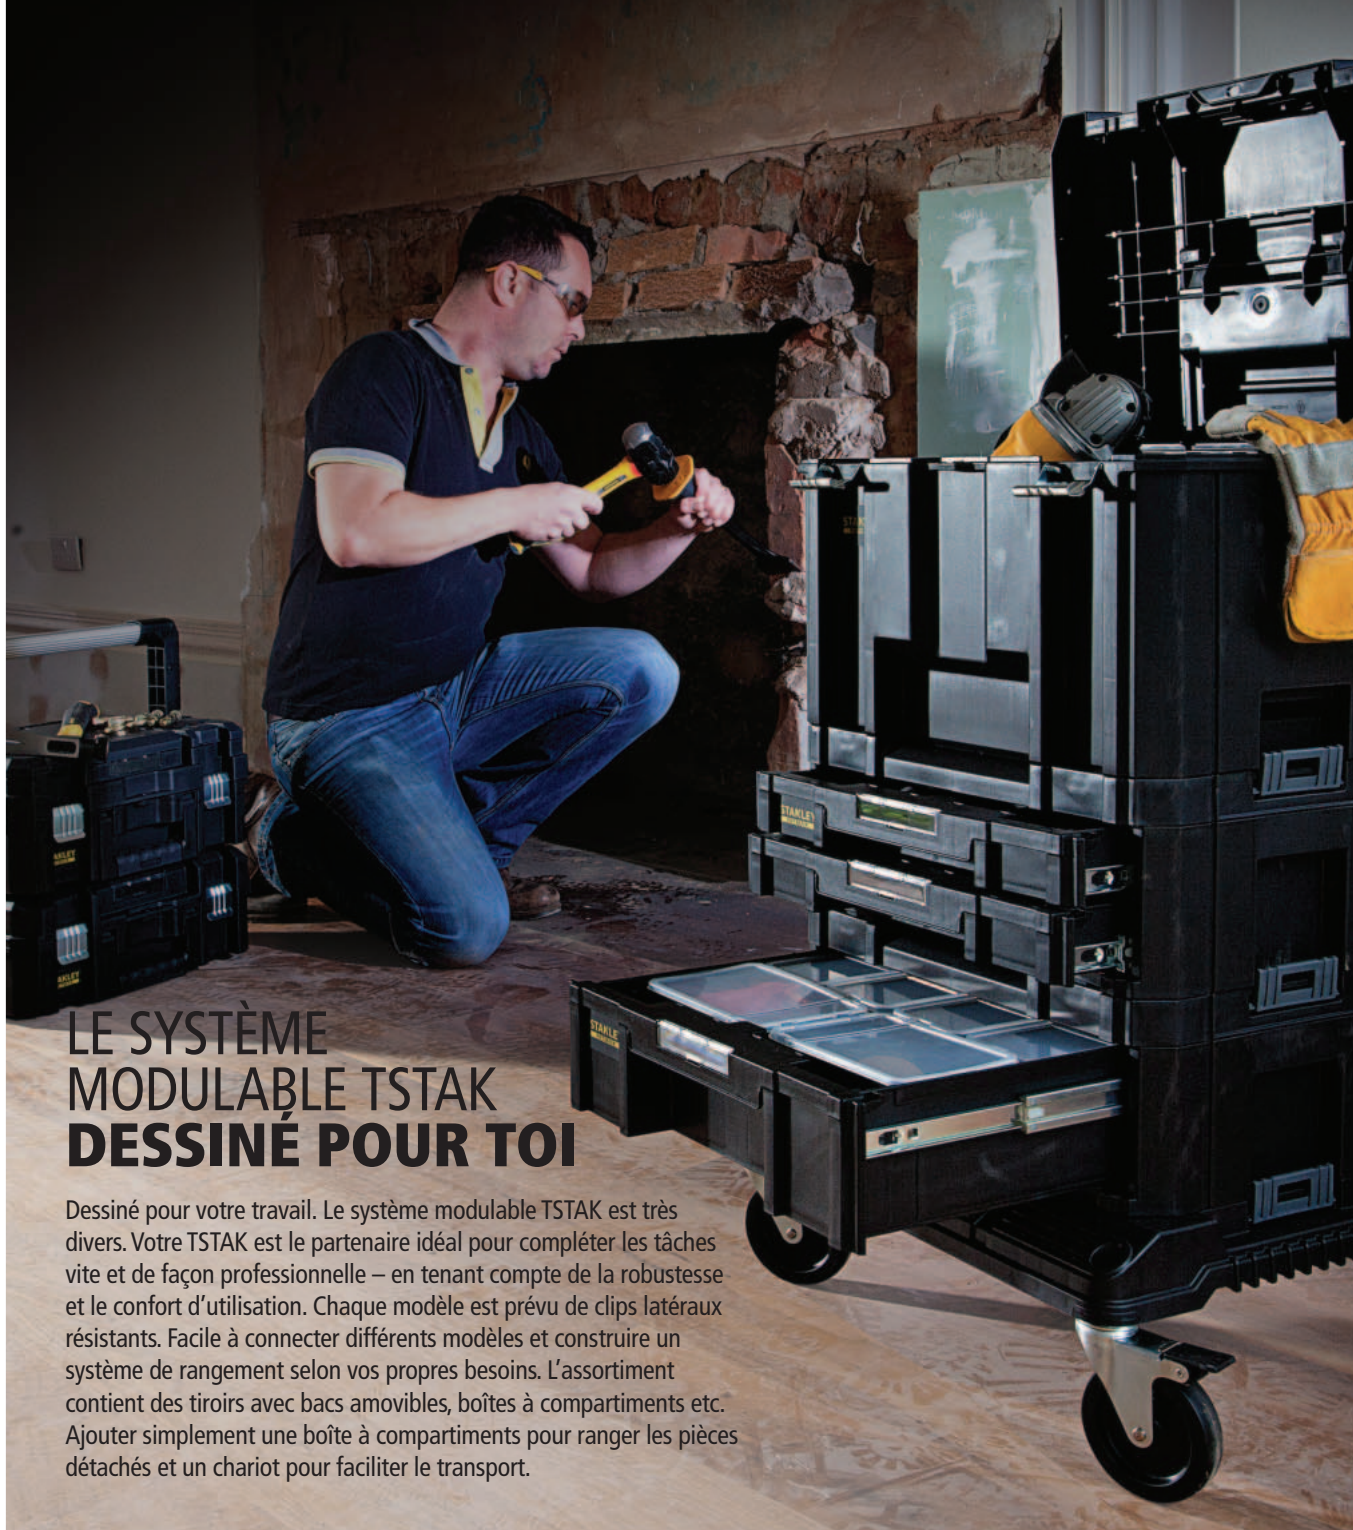 LE SYSTÈME
MODULABLE TSTAK
DESSINÉ POUR TOI
Dessiné pour votre travail. Le système modulable TSTAK est très
divers. Votre TSTAK est le partenaire idéal pour compléter les tâches
vite et de façon professionnelle – en tenant compte de la robustesse
et le confort d’utilisation. Chaque modèle est prévu de clips latéraux
résistants. Facile à connecter différents modèles et construire un
système de rangement selon vos propres besoins. L’assortiment
contient des tiroirs avec bacs amovibles, boîtes à compartiments etc.
Ajouter simplement une boîte à compartiments pour ranger les pièces
détachés et un chariot pour faciliter le transport.
STANLEY